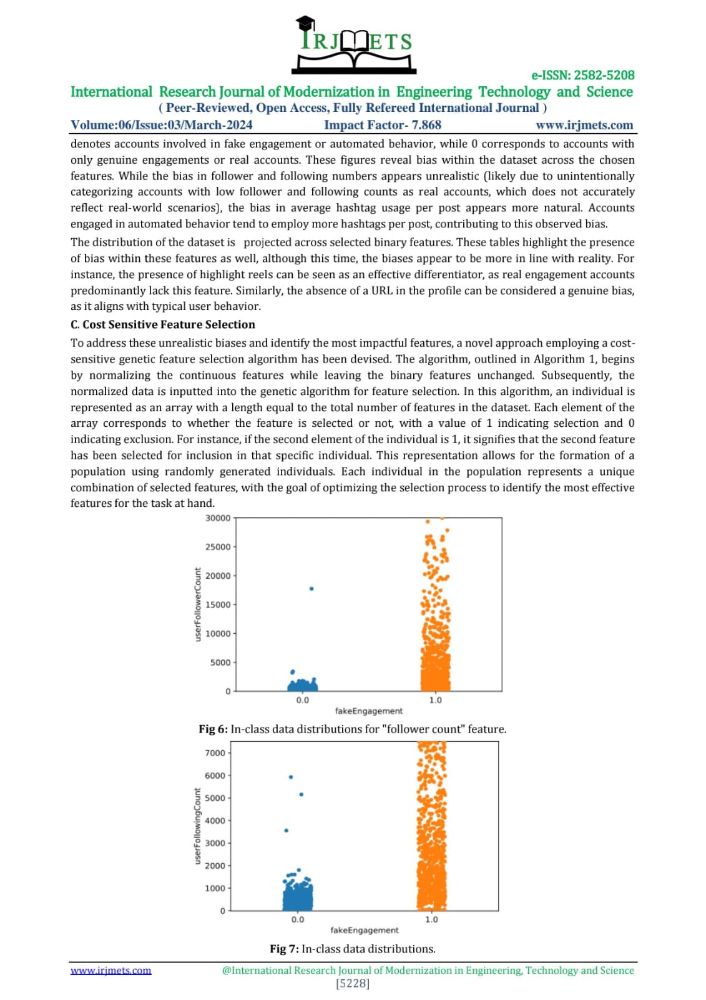 IRJMETS
e-ISSN: 2582-5208
International Research Journal of Modernization in Engineering Technology and Science
( Peer-Reviewed, Open Access, Fully Refereed International Journal )
Volume:06/Issue:03/March-2024 Impact Factor- 7.868 www.irjmets.com
denotes accounts involved in fake engagement or automated behavior, while 0 corresponds to accounts with
only genuine engagements or real accounts. These figures reveal bias within the dataset across the chosen
features. While the bias in follower and following numbers appears unrealistic (likely due to unintentionally
categorizing accounts with low follower and following counts as real accounts, which does not accurately
reflect real-world scenarios), the bias in average hashtag usage per post appears more natural. Accounts
engaged in automated behavior tend to employ more hashtags per post, contributing to this observed bias.
The distribution of the dataset is projected across selected binary features. These tables highlight the presence
of bias within these features as well, although this time, the biases appear to be more in line with reality. For
instance, the presence of highlight reels can be seen as an effective differentiator, as real engagement accounts
predominantly lack this feature. Similarly, the absence of a URL in the profile can be considered a genuine bias,
as it aligns with typical user behavior.
C. Cost Sensitive Feature Selection
To address these unrealistic biases and identify the most impactful features, a novel approach employing a cost-
sensitive genetic feature selection algorithm has been devised. The algorithm, outlined in Algorithm 1, begins
by normalizing the continuous features while leaving the binary features unchanged. Subsequently, the
normalized data is inputted into the genetic algorithm for feature selection. In this algorithm, an individual is
represented as an array with a length equal to the total number of features in the dataset. Each element of the
array corresponds to whether the feature is selected or not, with a value of 1 indicating selection and 0
indicating exclusion. For instance, if the second element of the individual is 1, it signifies that the second feature
has been selected for inclusion in that specific individual. This representation allows for the formation of a
population using randomly generated individuals. Each individual in the population represents a unique
combination of selected features, with the goal of optimizing the selection process to identify the most effective
features for the task at hand.
30000
25000
20000
15000
10000
5000
0
userFollowerCount
0.0 1.0
fakeEngagement
Fig 6: In-class data distributions for "follower count" feature.
7000
6000
5000
4000
3000
2000
1000
0
userFollowingCount
0.0 1.0
fakeEngagement
Fig 7: In-class data distributions.
www.irjmets.com @International Research Journal of Modernization in Engineering, Technology and Science
[5228]